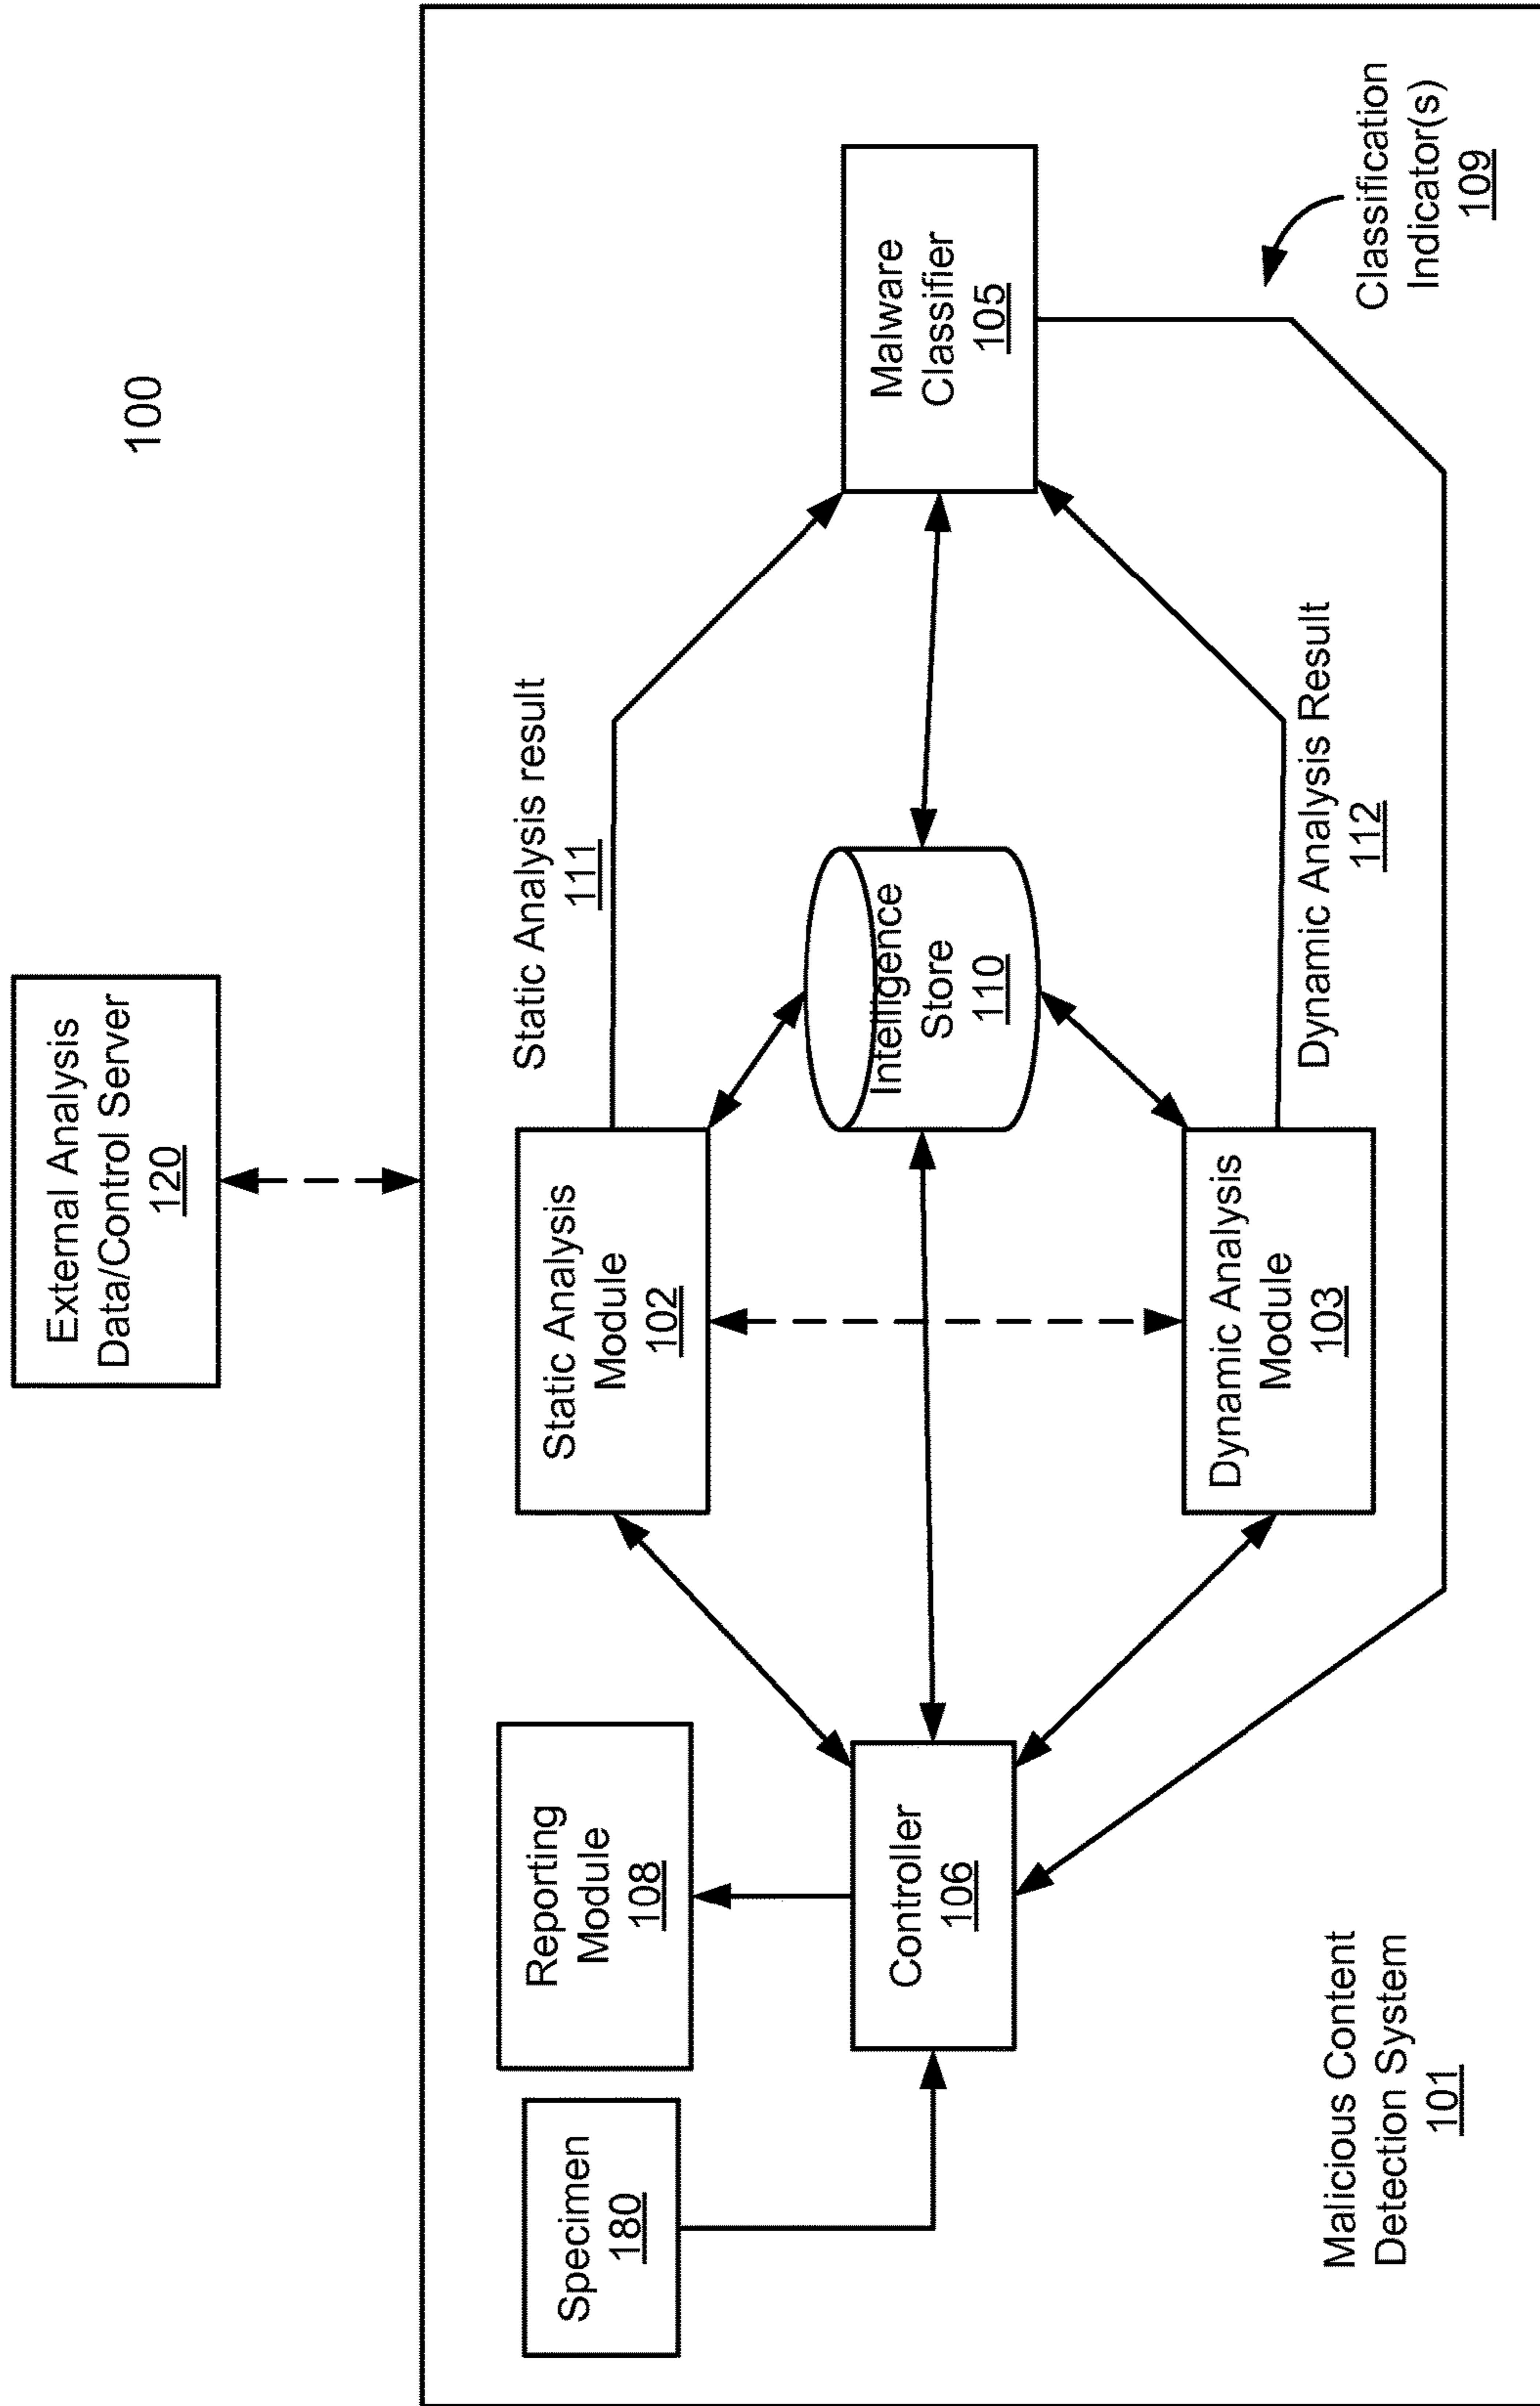 100
External Analysis
Data/Control Server
120
Specimen
180
Reporting
Module
108
Static Analysis
Module
102
Static Analysis result
111
Controller
106
Intelligence
Store
110
Malware
Classifier
105
Dynamic Analysis
Module
103
Dynamic Analysis Result
112
Classification
Indicator(s)
109
Malicious Content
Detection System
101